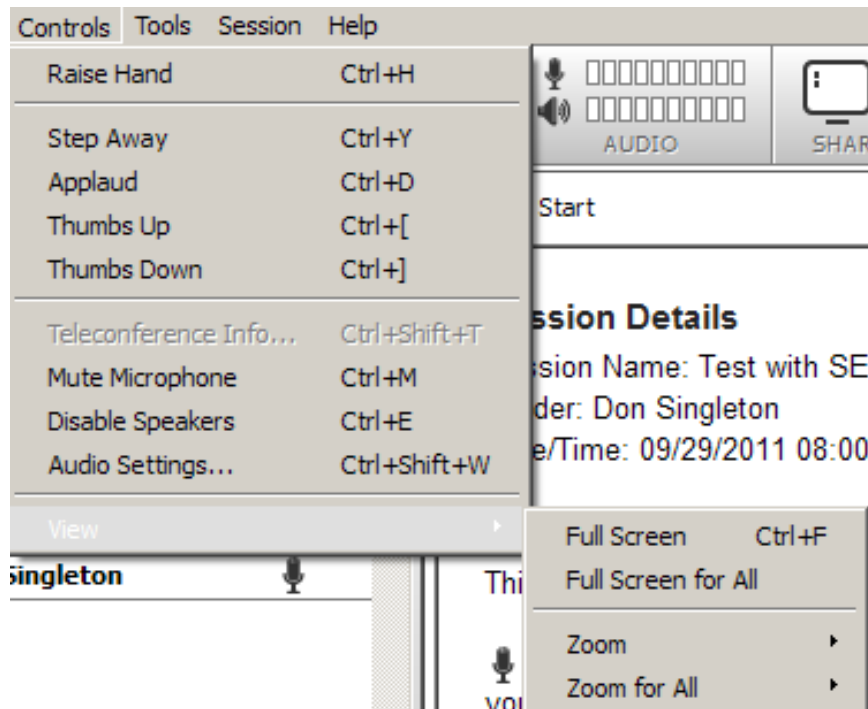 Controls Tools Session Help
Raise Hand Ctrl+H
Step Away Ctrl+Y
Applaud Ctrl+D
Thumbs Up Ctrl+[
Thumbs Down Ctrl+]
Teleconference Info... Ctrl+Shift+T
Mute Microphone Ctrl+M
Disable Speakers Ctrl+E
Audio Settings... Ctrl+Shift+W
View
Full Screen Ctrl+F
Full Screen for All
Zoom
Zoom for All
AUDIO
SHAR
Start
ssion Details
sion Name: Test with SE
der: Don Singleton
e/Time: 09/29/2011 08:00
Singleton
Thi
you